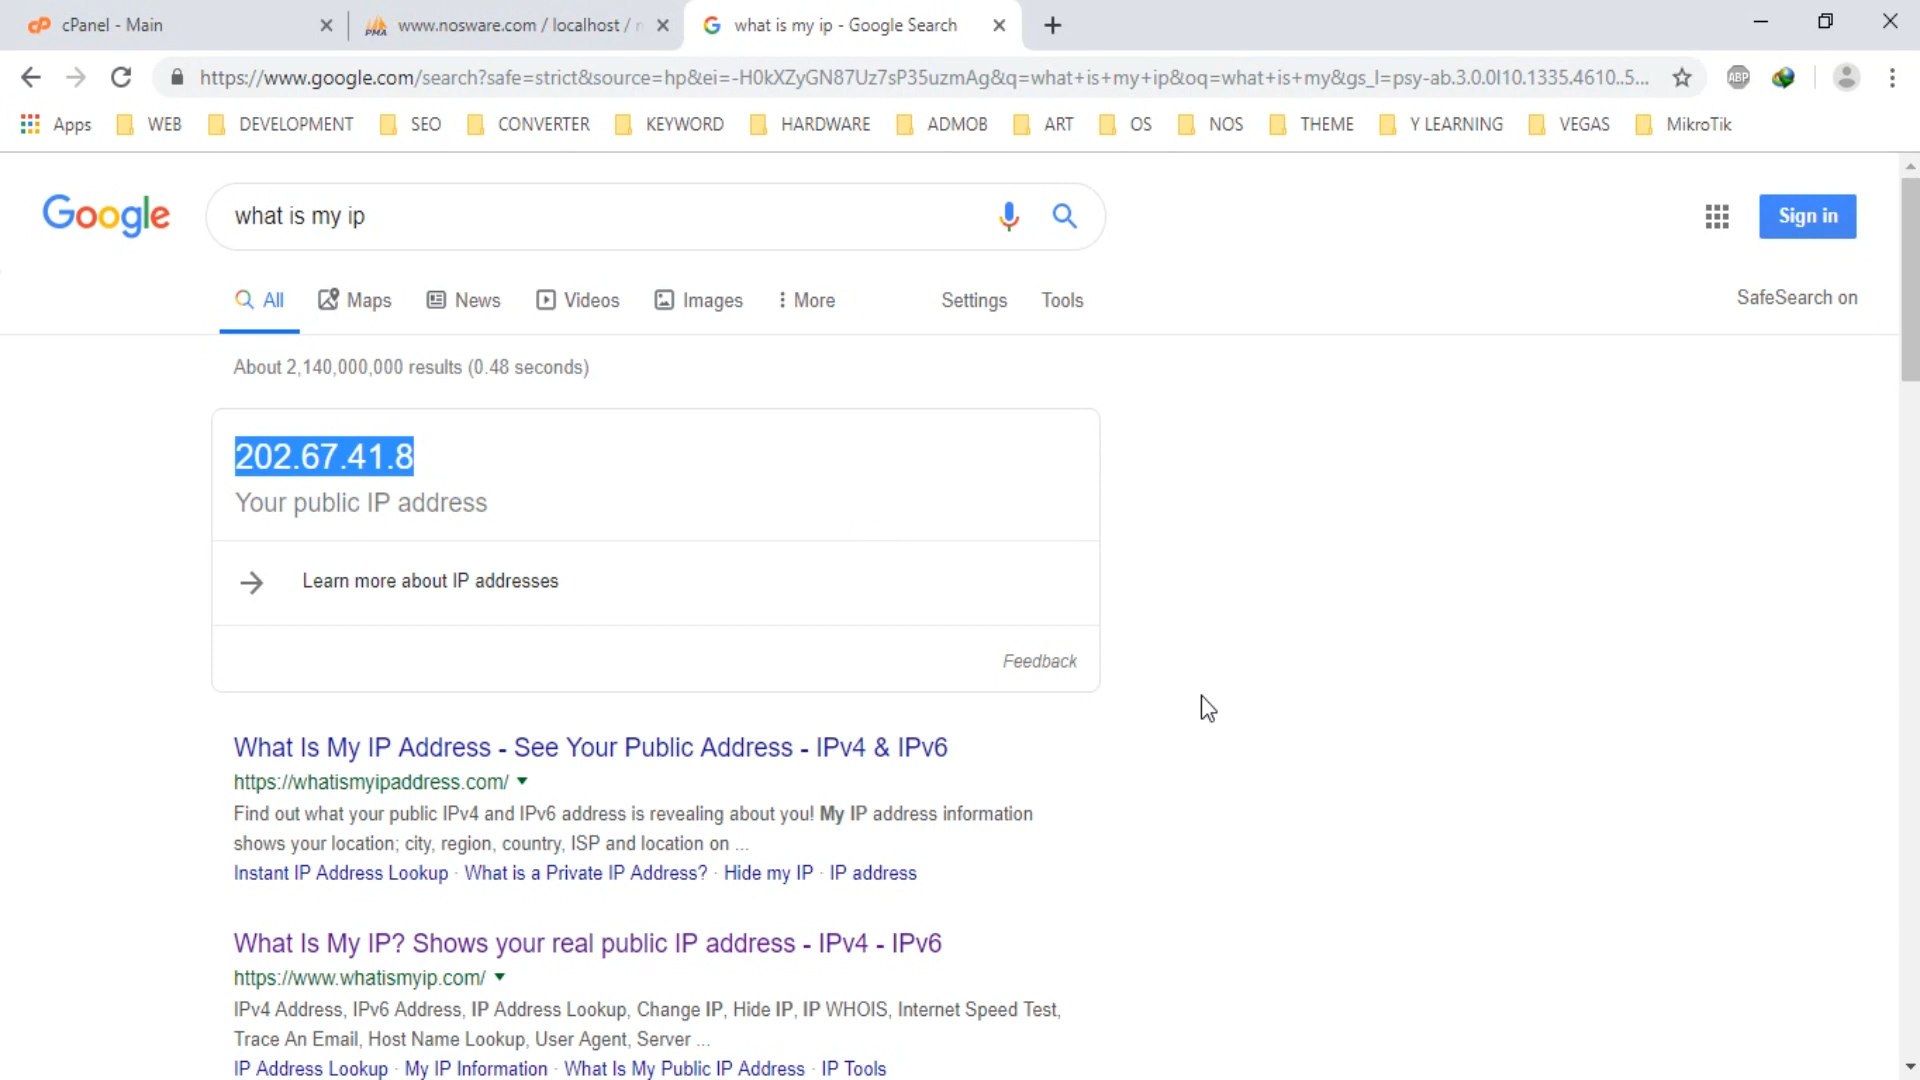 cPanel - Main
PMA
www.nosware.com / localhost /
what is my ip - Google Search
https://www.google.com/search?safe=strict&source=hp&ei=-H0kXZyGN87Uz7sP35uzmAg&q=what+is+my+ip&oq=what+is+my&gs_l=psy-ab.3.0.0l10.1335.4610..5...
ABP
Apps WEB DEVELOPMENT SEO CONVERTER KEYWORD HARDWARE ADMOB ART OS NOS THEME Y LEARNING VEGAS MikroTik
Google
what is my ip
Sign in
All Maps News Videos Images More Settings Tools
SafeSearch on
About 2,140,000,000 results (0.48 seconds)
202.67.41.8
Your public IP address
Learn more about IP addresses
Feedback
What Is My IP Address - See Your Public Address - IPv4 & IPv6
https://whatismyipaddress.com/
Find out what your public IPv4 and IPv6 address is revealing about you! My IP address information
shows your location; city, region, country, ISP and location on ...
Instant IP Address Lookup · What is a Private IP Address? · Hide my IP · IP address
What Is My IP? Shows your real public IP address - IPv4 - IPv6
https://www.whatismyip.com/
IPv4 Address, IPv6 Address, IP Address Lookup, Change IP, Hide IP, IP WHOIS, Internet Speed Test,
Trace An Email, Host Name Lookup, User Agent, Server ...
IP Address Lookup · My IP Information · What Is My Public IP Address · IP Tools